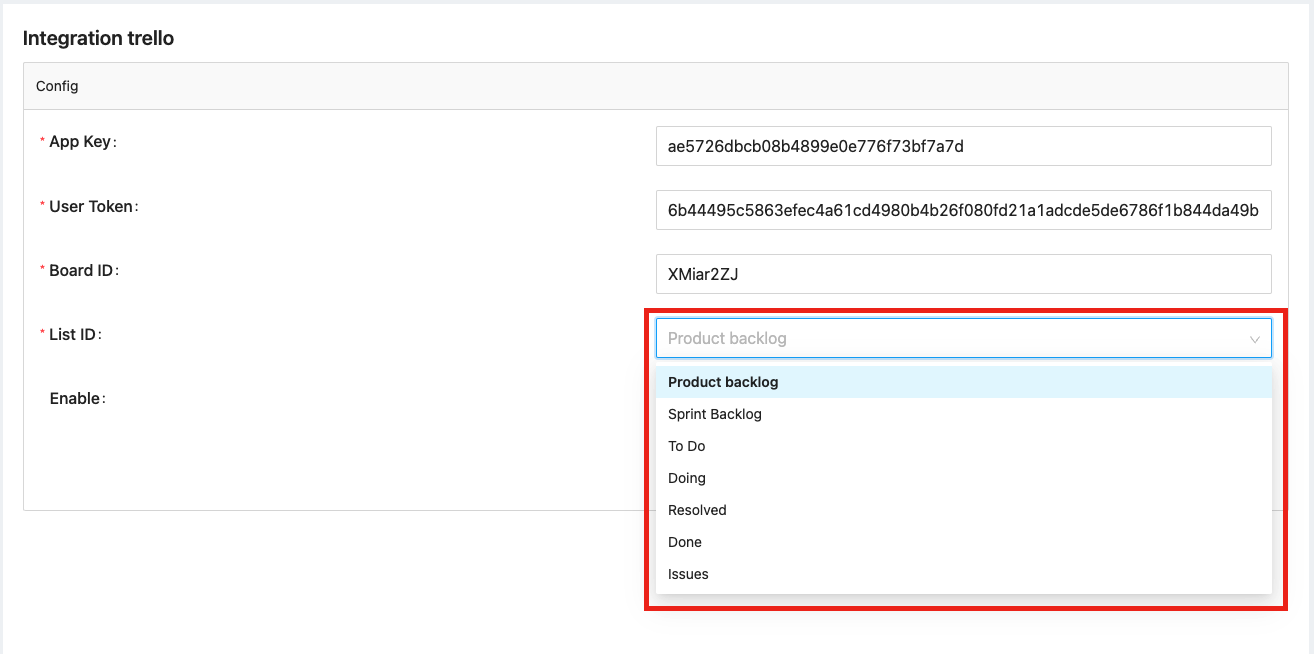 Integration trello
Config
* App Key:
ae5726dbcb08b4899e0e776f73bf7a7d
* User Token:
6b44495c5863efec4a61cd4980b4b26f080fd21a1adcde5de6786f1b844da49b
* Board ID:
XMiar2ZJ
* List ID:
Product backlog
Product backlog
Sprint Backlog
To Do
Doing
Resolved
Done
Issues
Enable: